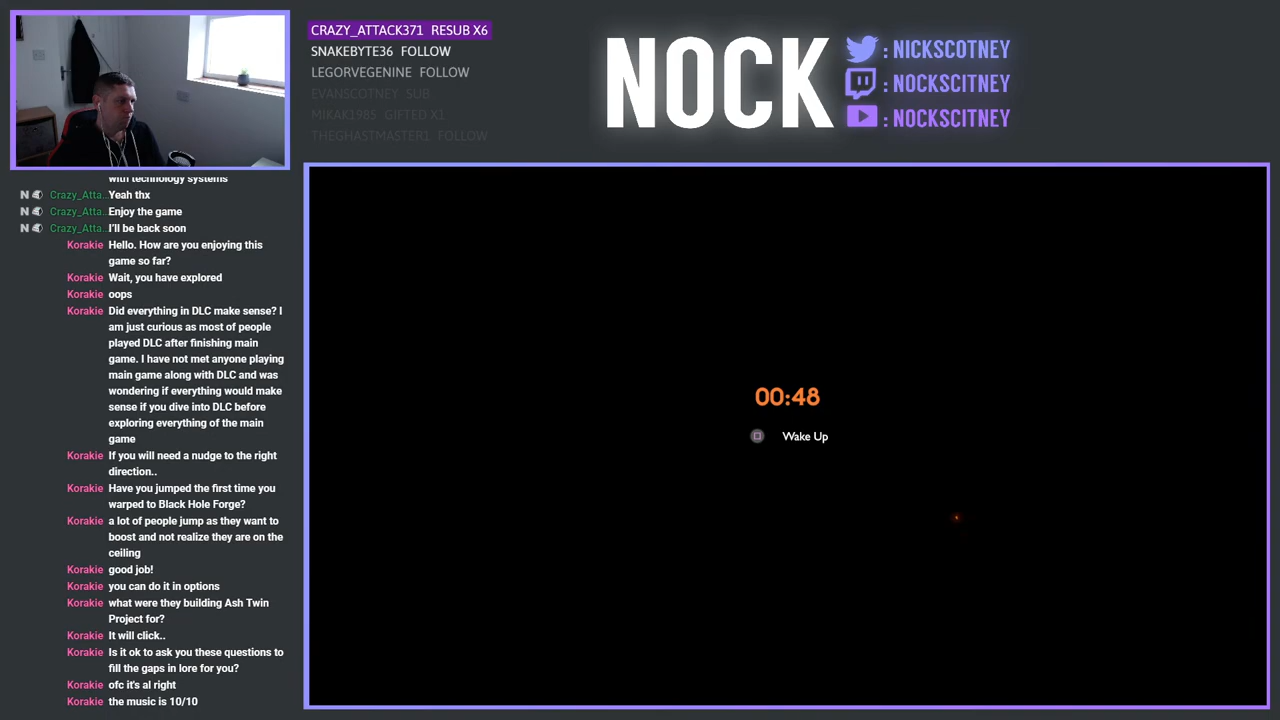 CRAZY_ATTACK371 RESUB X6
SNAKEBYTE36 FOLLOW
LEGORVEGENINE FOLLOW
EVANSCOTNEY SUB
MIKAK1985 GIFTED X1
THEGHASTMASTER1 FOLLOW
NOCK
: NICKSCOTNEY
: NOCKSCITNEY
: NOCKSCITNEY
with technology systems
N Crazy_Atta.. Yeah thx
N Crazy_Atta.. Enjoy the game
N Crazy_Atta.. I'll be back soon
Korakie Hello. How are you enjoying this
game so far?
Korakie Wait, you have explored
Korakie oops
Korakie Did everything in DLC make sense? I
am just curious as most of people
played DLC after finishing main
game. I have not met anyone playing
main game along with DLC and was
wondering if everything would make
sense if you dive into DLC before
exploring everything of the main
game
Korakie If you will need a nudge to the right
direction..
Korakie Have you jumped the first time you
warped to Black Hole Forge?
Korakie a lot of people jump as they want to
boost and not realize they are on the
ceiling
Korakie good job!
Korakie you can do it in options
Korakie what were they building Ash Twin
Project for?
Korakie It will click..
Korakie Is it ok to ask you these questions to
fill the gaps in lore for you?
Korakie ofc it's al right
Korakie the music is 10/10
00:48
Wake Up